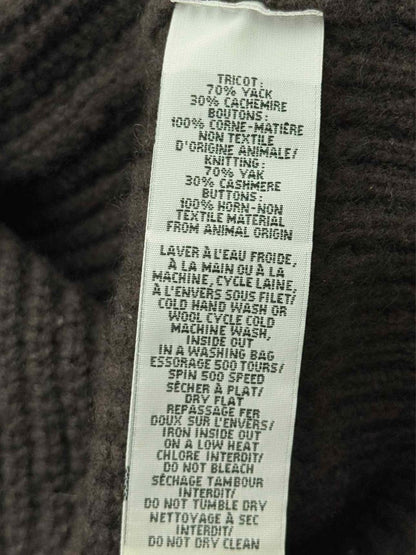 TRICOT:
70% YACK
30% CACHEMIRE
BOUTONS:
100% CORNE-MATIÈRE
NON TEXTILE
D'ORIGINE ANIMALE/
KNITTING:
70% YAK
30% CASHMERE
BUTTONS:
100% HORN-NON
TEXTILE MATERIAL
FROM ANIMAL ORIGIN
LAVER À L'EAU FROIDE,
À LA MAIN OU À LA
MACHINE, CYCLE LAINE,
À L'ENVERS SOUS FILET/
COLD HAND WASH OR
WOOL CYCLE COLD
MACHINE WASH,
INSIDE OUT
IN A WASHING BAG
ESSORAGE 500 TOURS/
SPIN 500 SPEED
SÉCHER À PLAT/
DRY FLAT
REPASSAGE FER
DOUX SUR L'ENVERS/
IRON INSIDE OUT
ON A LOW HEAT
CHLORE INTERDIT/
DO NOT BLEACH
SÉCHAGE TAMBOUR
INTERDIT/
DO NOT TUMBLE DRY
NETTOYAGE À SEC
INTERDIT/
DO NOT DRY CLEAN